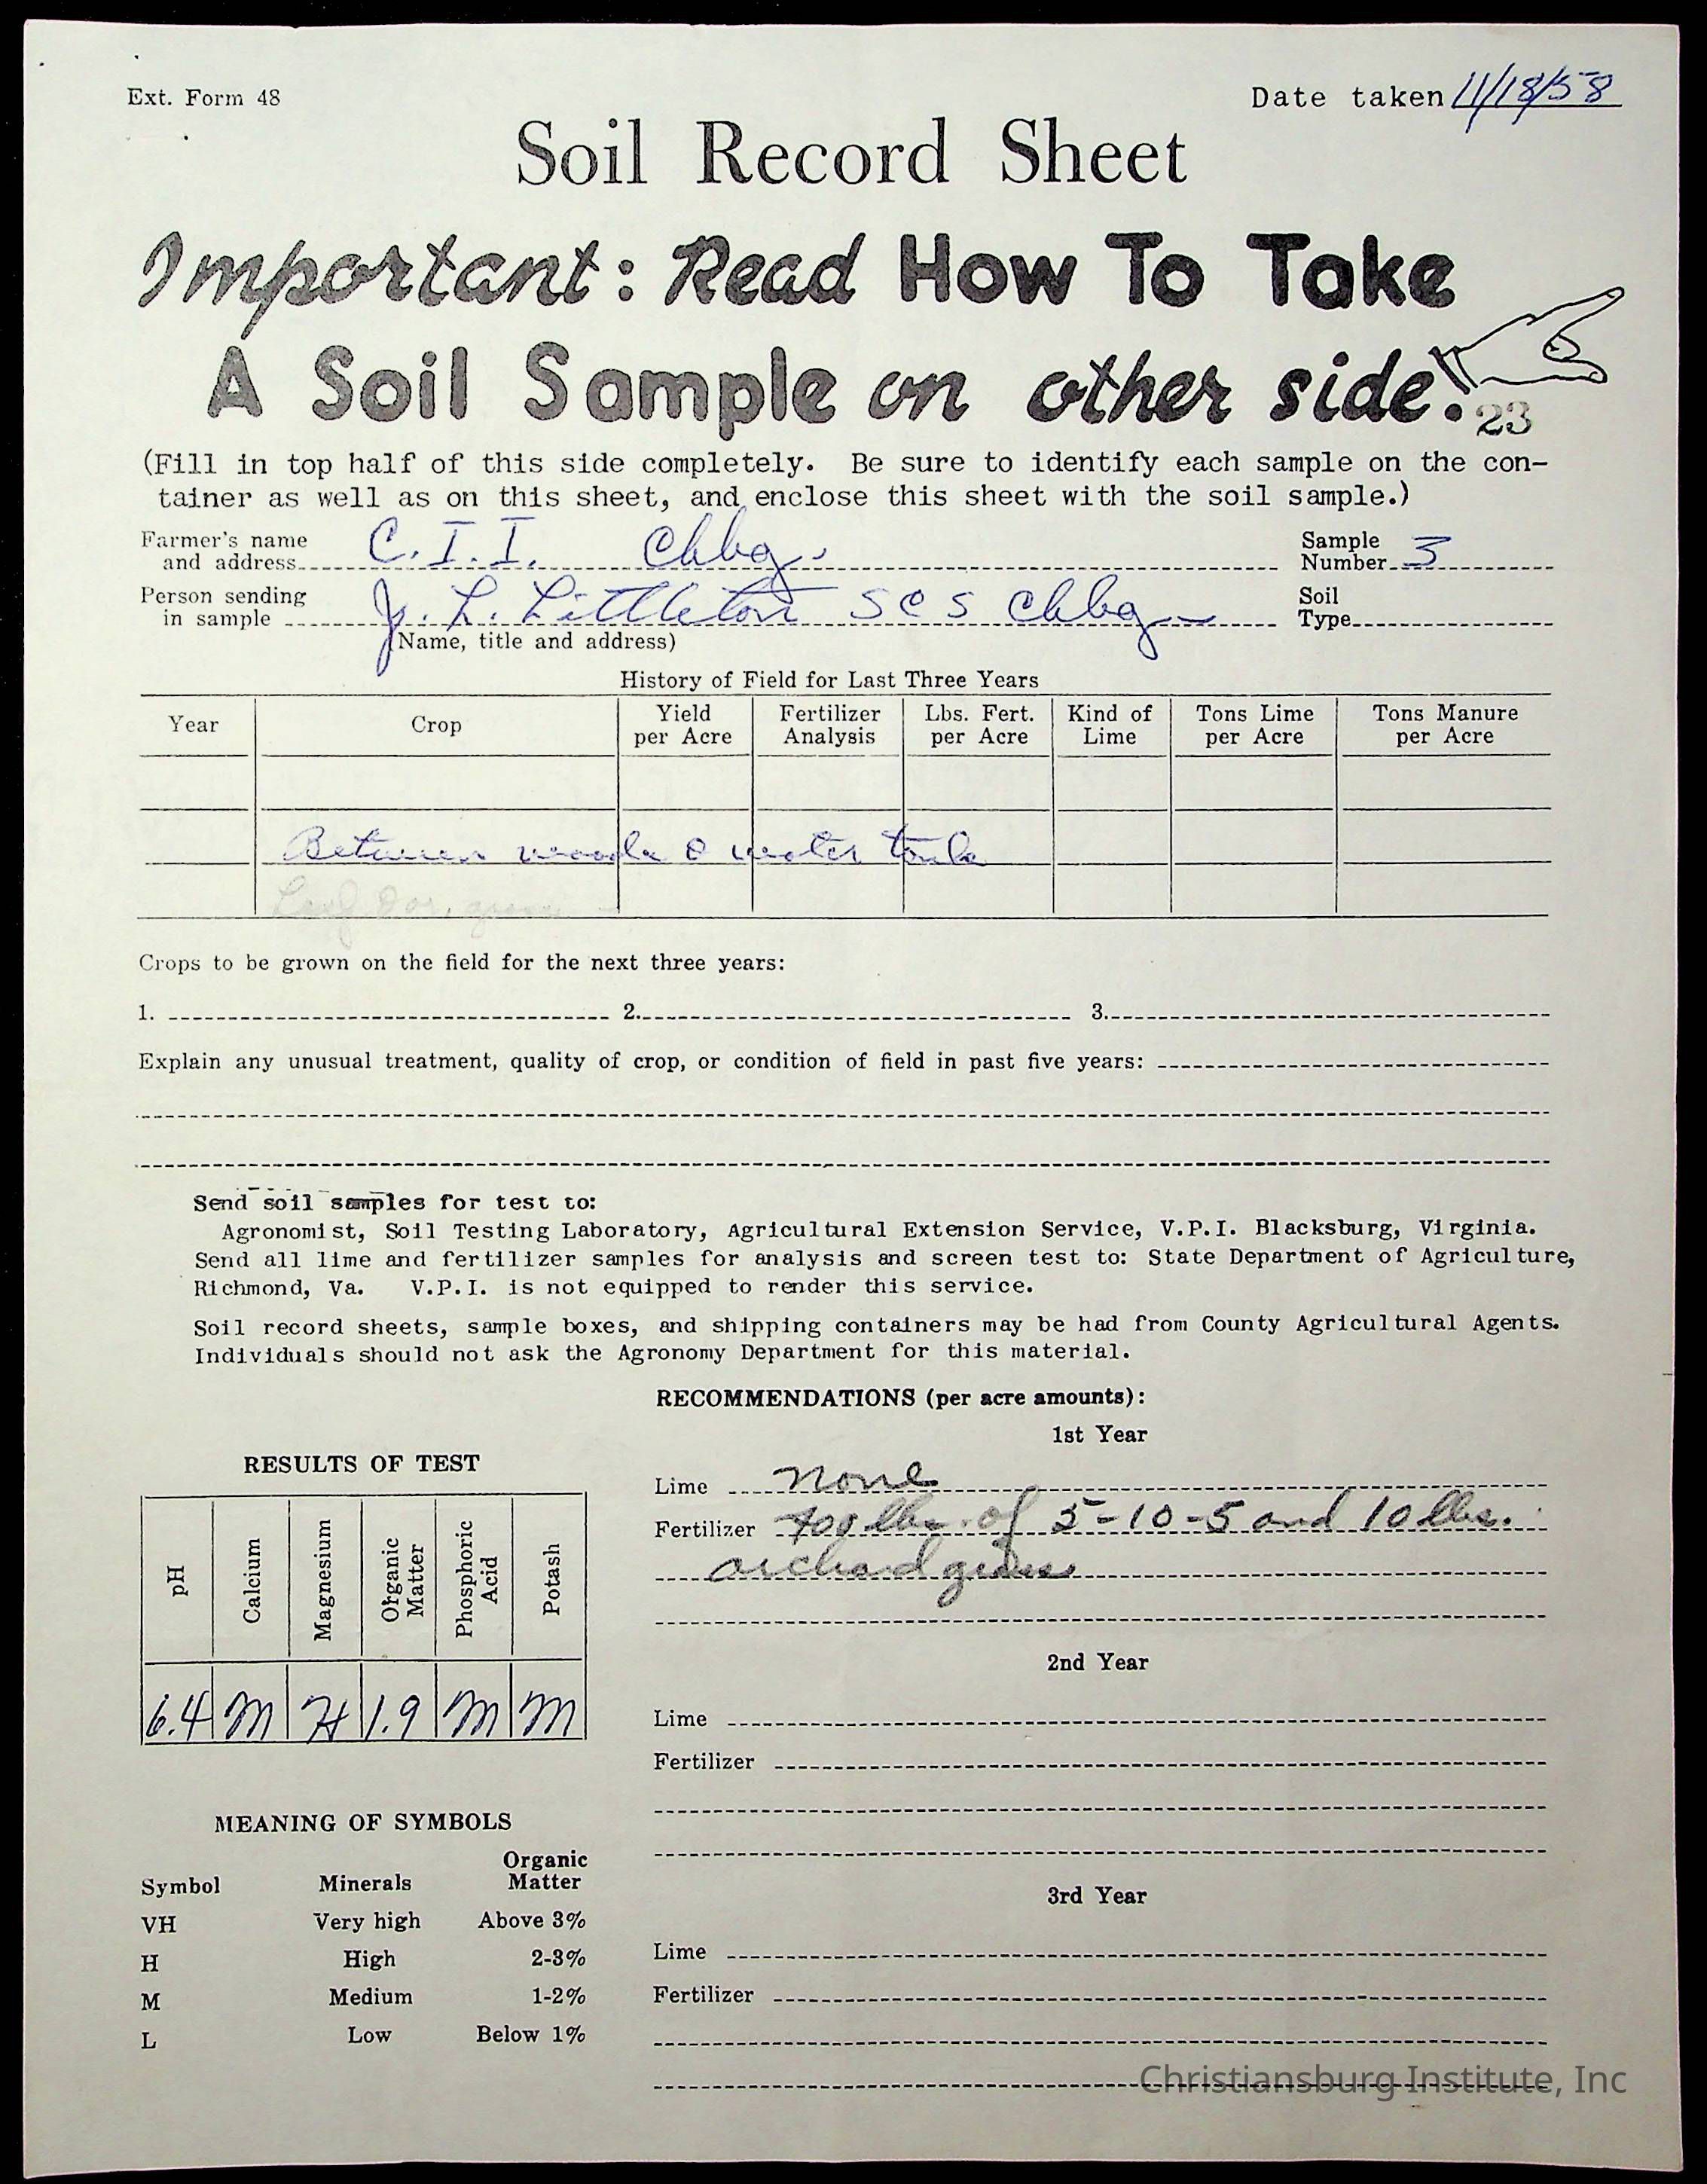 Ext. Form 48
Date taken 11/18/58
Soil Record Sheet
Important: Read How To Take
A Soil Sample on other side.
23
(Fill in top half of this side completely. Be sure to identify each sample on the con-
tainer as well as on this sheet, and enclose this sheet with the soil sample.)
Farmer's name and address C. I. I. Chbg.
Sample Number 3
Person sending in sample J. L. Littleton S C S Chbg
Soil Type
(Name, title and address)
History of Field for Last Three Years
Year Crop Yield per Acre Fertilizer Analysis Lbs. Fert. per Acre Kind of Lime Tons Lime per Acre Tons Manure per Acre
Between woods & water tank
Crops to be grown on the field for the next three years:
1. 2. 3.
Explain any unusual treatment, quality of crop, or condition of field in past five years:
Send soil samples for test to:
Agronomist, Soil Testing Laboratory, Agricultural Extension Service, V.P.I. Blacksburg, Virginia.
Send all lime and fertilizer samples for analysis and screen test to: State Department of Agriculture,
Richmond, Va. V.P.I. is not equipped to render this service.
Soil record sheets, sample boxes, and shipping containers may be had from County Agricultural Agents.
Individuals should not ask the Agronomy Department for this material.
RESULTS OF TEST
pH Calcium Magnesium Organic Matter Phosphoric Acid Potash
6.4 M H 1.9 M M
MEANING OF SYMBOLS
Symbol Minerals Organic Matter
VH Very high Above 3%
H High 2-3%
M Medium 1-2%
L Low Below 1%
RECOMMENDATIONS (per acre amounts):
1st Year
Lime none
Fertilizer 400 lbs. of 5-10-5 and 10 lbs.
orchard grass
2nd Year
Lime
Fertilizer
3rd Year
Lime
Fertilizer
Christiansburg Institute, Inc